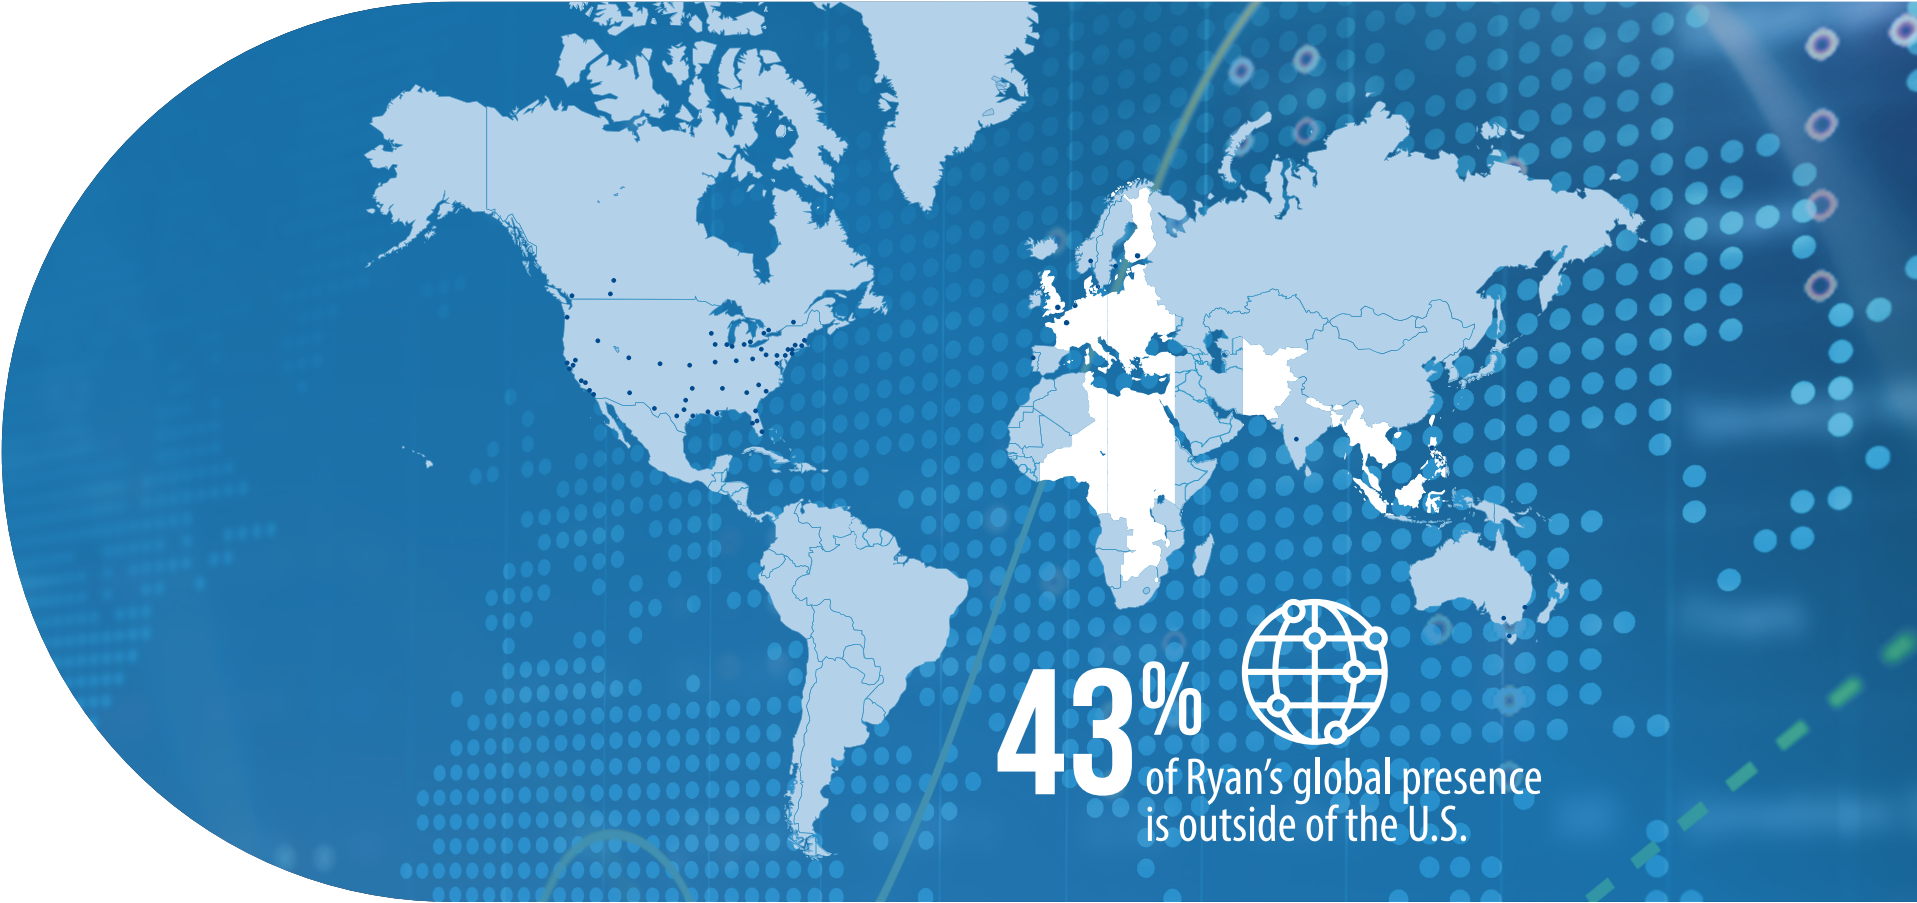 43%
of Ryan's global presence
is outside of the U.S.